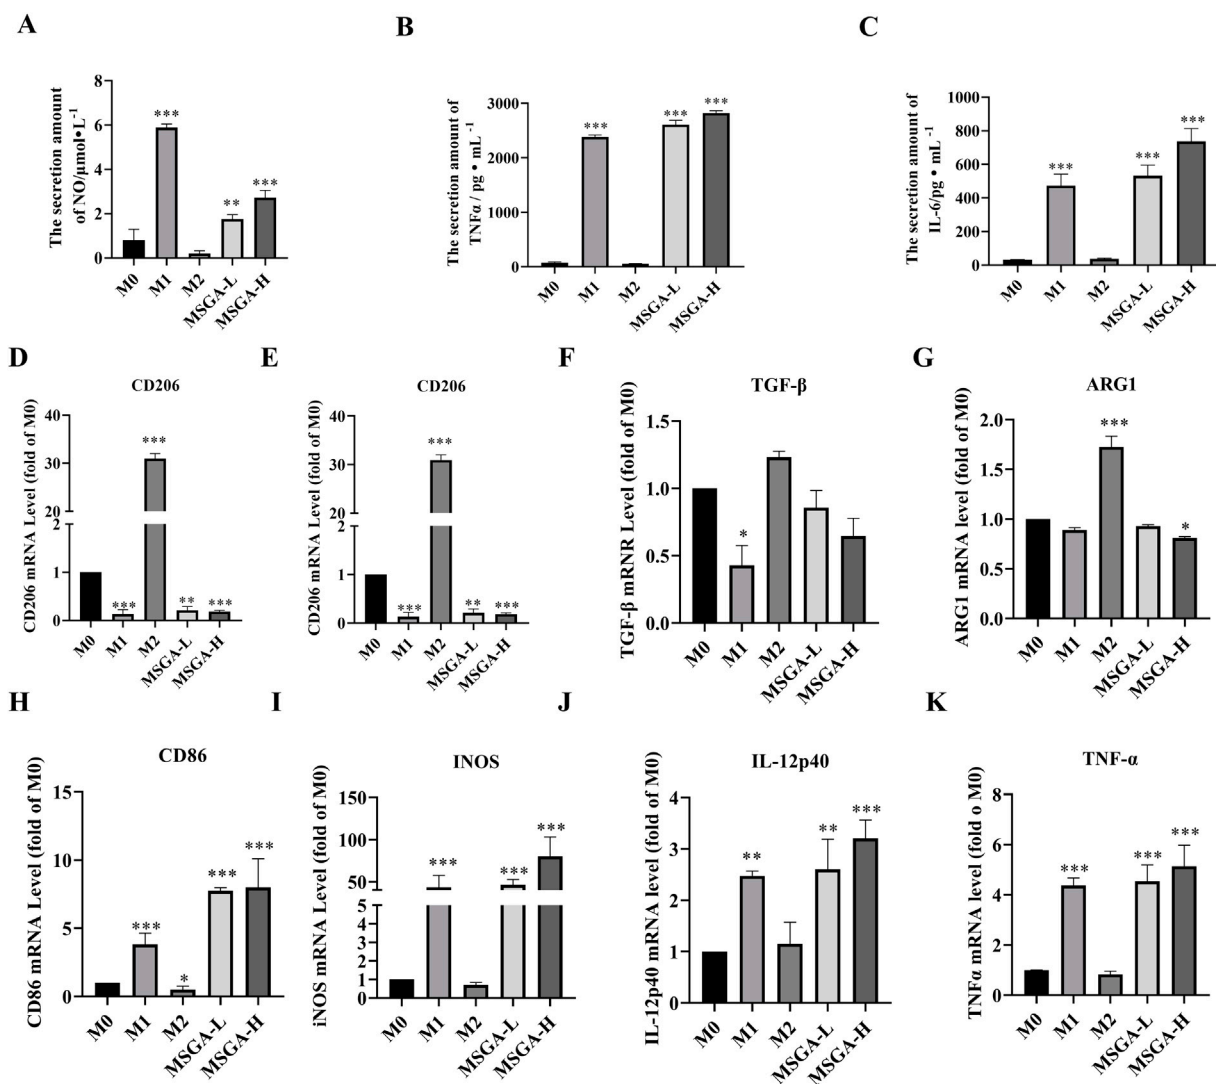 A
The secretion amount
of NO/μmol•L-1
8
6
4
2
0
***
**
***
M0
M1
M2
MSGA-L
MSGA-H
B
The secretion amount of
TNFα / pg • mL -1
3000
2000
1000
0
***
***
***
M0
M1
M2
MSGA-L
MSGA-H
C
The secretion amount of
IL-6/pg • mL -1
1000
800
600
400
200
0
***
***
***
M0
M1
M2
MSGA-L
MSGA-H
D
CD206
CD206 mRNA Level (fold of M0)
40
30
20
2
1
0
***
***
**
***
M0
M1
M2
MSGA-L
MSGA-H
E
CD206
CD206 mRNA Level (fold of M0)
40
30
20
2
1
0
***
***
**
***
M0
M1
M2
MSGA-L
MSGA-H
F
TGF-β
TGF-β mRNR Level (fold of M0)
1.5
1.0
0.5
0.0
*
M0
M1
M2
MSGA-L
MSGA-H
G
ARG1
ARG1 mRNA level (fold of M0)
2.0
1.5
1.0
0.5
0.0
***
*
M0
M1
M2
MSGA-L
MSGA-H
H
CD86
CD86 mRNA Level (fold of M0)
15
10
5
0
***
*
***
***
M0
M1
M2
MSGA-L
MSGA-H
I
INOS
iNOS mRNA Level (fold of M0)
150
100
50
5
4
3
2
1
0
***
***
***
M0
M1
M2
MSGA-L
MSGA-H
J
IL-12p40
IL-12p40 mRNA level (fold of M0)
4
3
2
1
0
**
**
***
M0
M1
M2
MSGA-L
MSGA-H
K
TNF-α
TNFα mRNA level (fold o M0)
8
6
4
2
0
***
***
***
M0
M1
M2
MSGA-L
MSGA-H